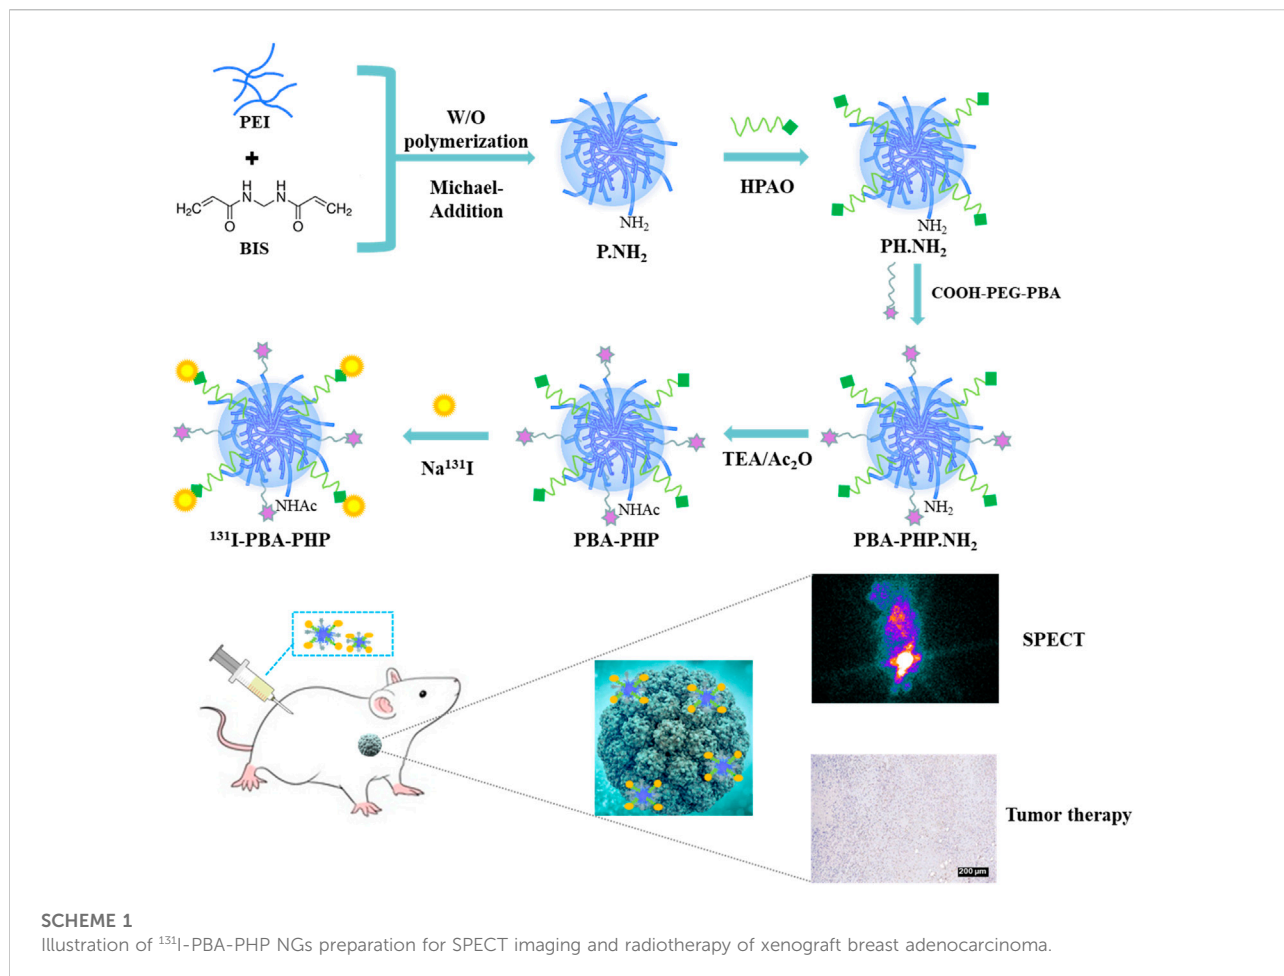 PEI
+
H₂C
H
N
H
N
CH₂
O
O
BIS
W/O
polymerization
Michael-
Addition
NH₂
P.NH₂
HPAO
NH₂
PH.NH₂
COOH-PEG-PBA
NH₂
PBA-PHP.NH₂
TEA/Ac₂O
NHAc
PBA-PHP
Na¹³¹I
NHAc
¹³¹I-PBA-PHP
SPECT
Tumor therapy
200 μm
SCHEME 1
Illustration of ¹³¹I-PBA-PHP NGs preparation for SPECT imaging and radiotherapy of xenograft breast adenocarcinoma.